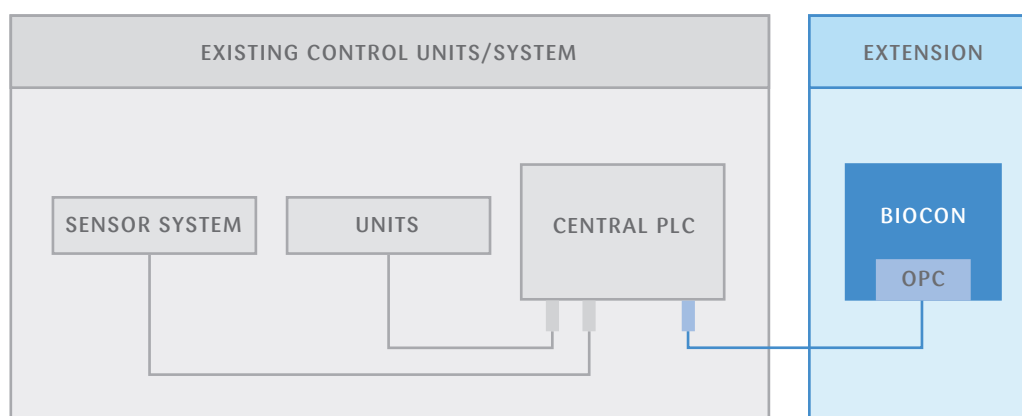 EXISTING CONTROL UNITS/SYSTEM
EXTENSION
SENSOR SYSTEM
UNITS
CENTRAL PLC
BIOCON
OPC